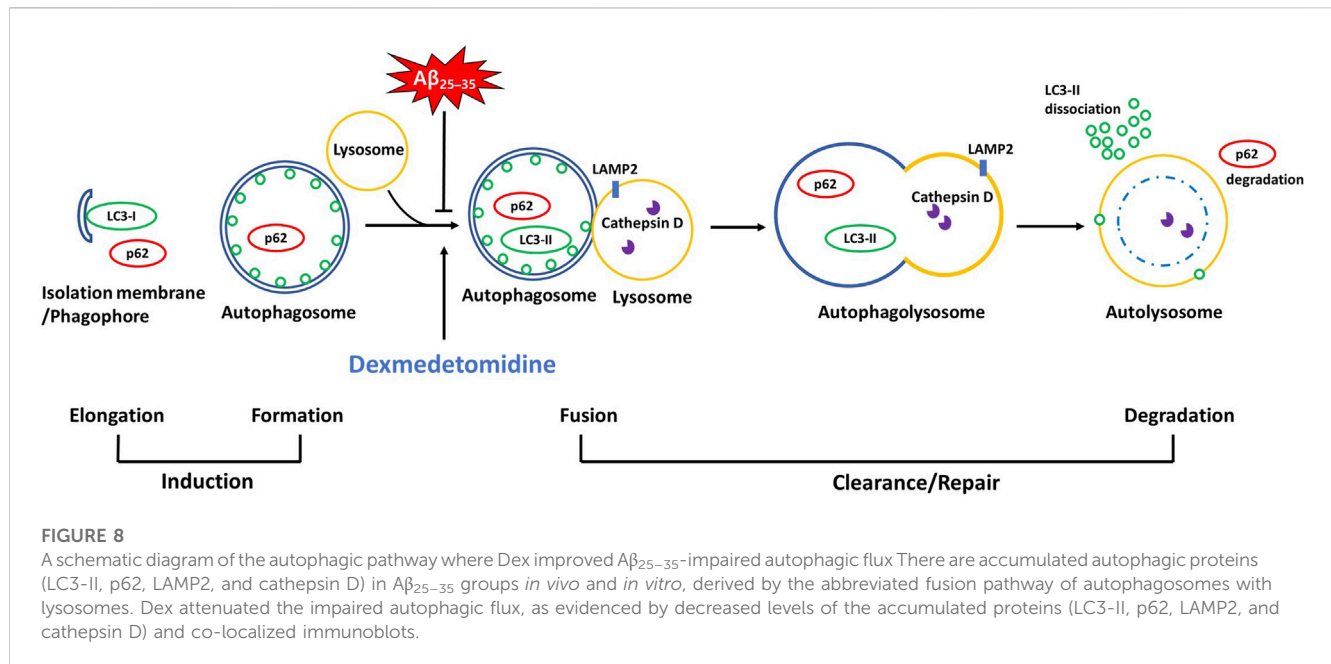 Aβ25–35
Lysosome
LC3-I
p62
Isolation membrane
/Phagophore
p62
Autophagosome
Dexmedetomidine
LAMP2
p62
LC3-II
Cathepsin D
Autophagosome
Lysosome
LAMP2
p62
Cathepsin D
LC3-II
Autophagolysosome
LC3-II
dissociation
p62
degradation
Autolysosome
Elongation
Formation
Fusion
Degradation
Induction
Clearance/Repair
FIGURE 8
A schematic diagram of the autophagic pathway where Dex improved Aβ25–35-impaired autophagic flux There are accumulated autophagic proteins
(LC3-II, p62, LAMP2, and cathepsin D) in Aβ25–35 groups in vivo and in vitro, derived by the abbreviated fusion pathway of autophagosomes with
lysosomes. Dex attenuated the impaired autophagic flux, as evidenced by decreased levels of the accumulated proteins (LC3-II, p62, LAMP2, and
cathepsin D) and co-localized immunoblots.